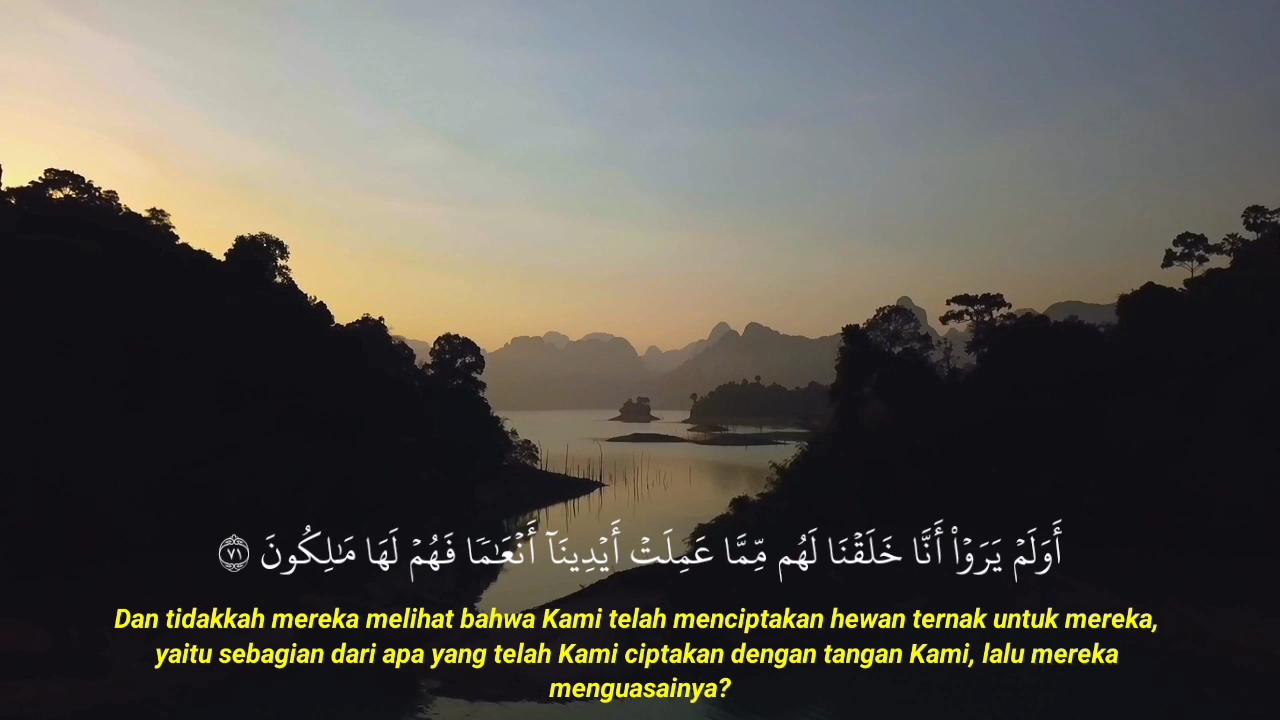 أَوَلَمْ يَرَوْا۟ أَنَّا خَلَقْنَا لَهُم مِّمَّا عَمِلَتْ أَيْدِينَآ أَنْعَٰمًا فَهُمْ لَهَا مَٰلِكُونَ ٧١
Dan tidakkah mereka melihat bahwa Kami telah menciptakan hewan ternak untuk mereka,
yaitu sebagian dari apa yang telah Kami ciptakan dengan tangan Kami, lalu mereka
menguasainya?